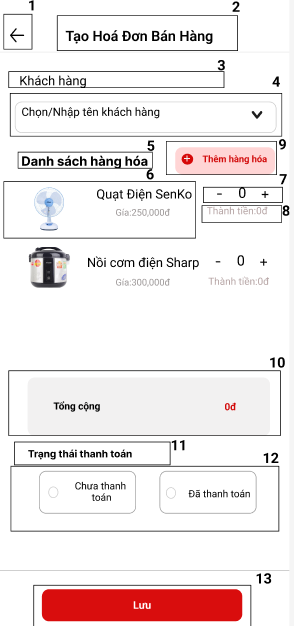 1
2
Tạo Hoá Đơn Bán Hàng
3
Khách hàng
4
Chọn/Nhập tên khách hàng
5
9
Danh sách hàng hóa
Thêm hàng hóa
6
7
Quạt Điện SenKo
- 0 +
Gía:250,000đ
Thành tiền:0đ
8
Nồi cơm điện Sharp
- 0 +
Gía:300,000đ
Thành tiền:0đ
10
Tổng cộng
0đ
11
Trạng thái thanh toán
12
Chưa thanh
toán
Đã thanh toán
13
Lưu